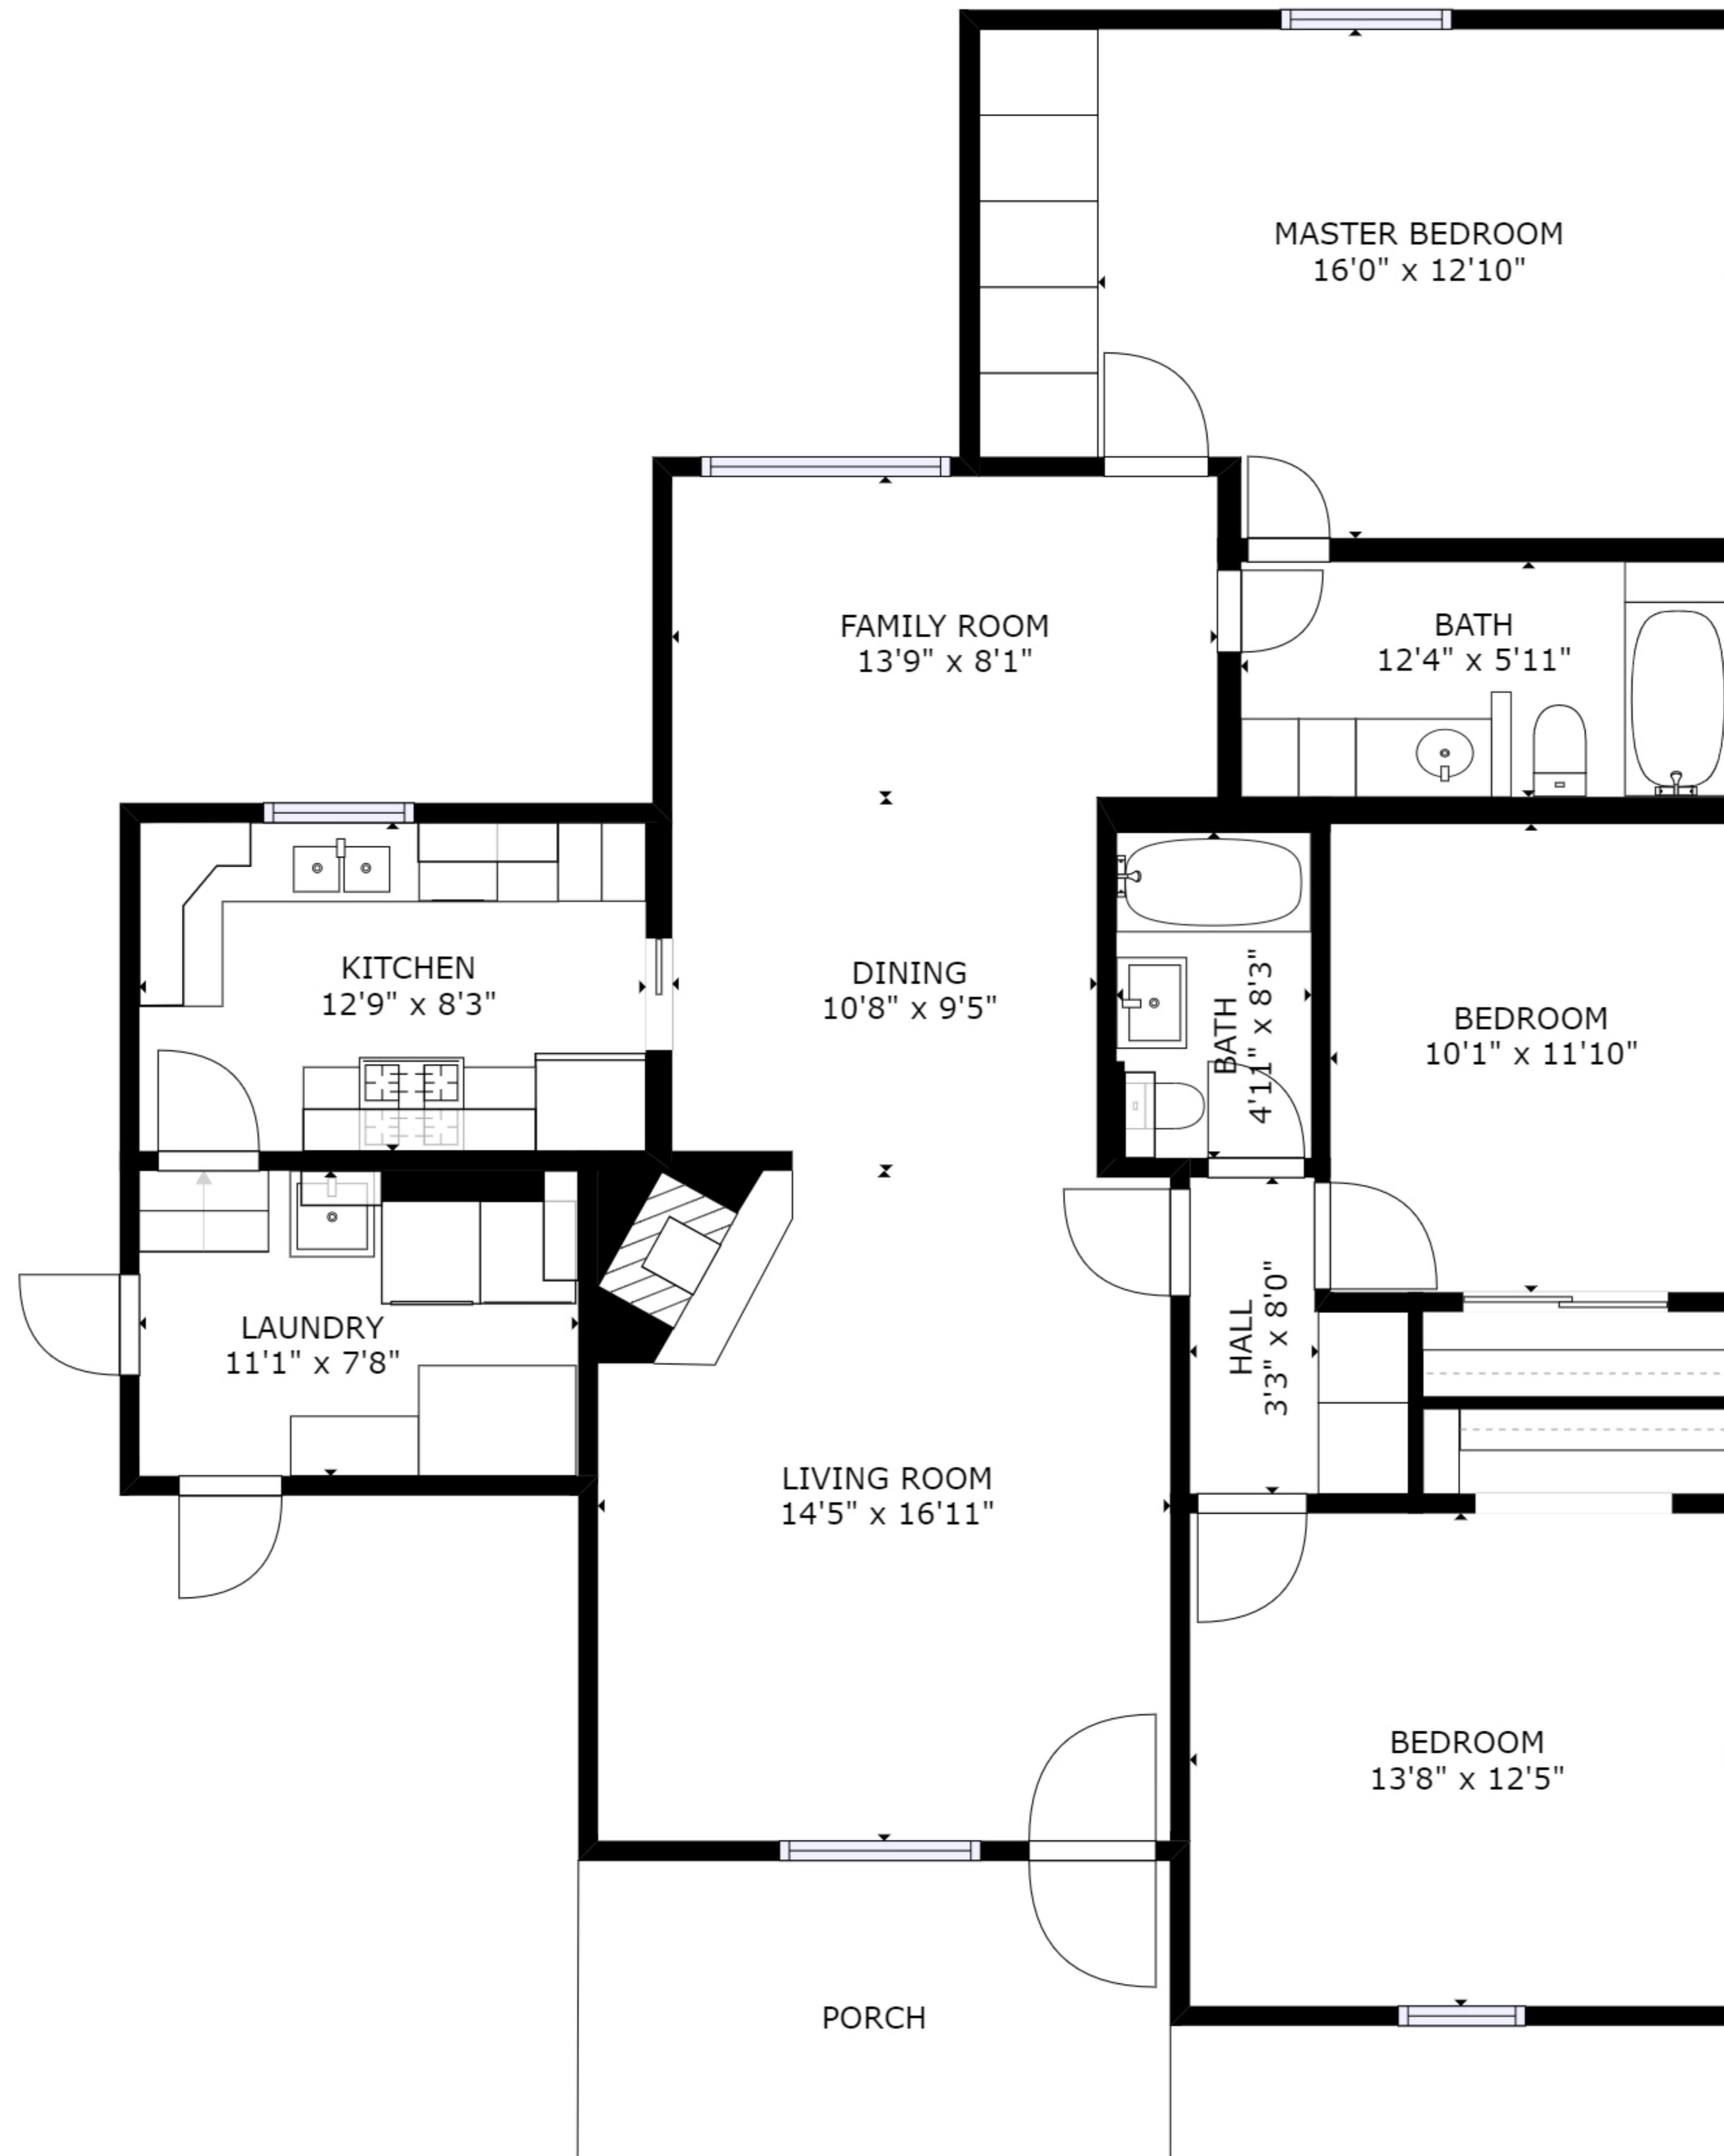 MASTER BEDROOM
16'0" x 12'10"
FAMILY ROOM
13'9" x 8'1"
BATH
12'4" x 5'11"
KITCHEN
12'9" x 8'3"
DINING
10'8" x 9'5"
BATH
4'11" x 8'3"
BEDROOM
10'1" x 11'10"
LAUNDRY
11'1" x 7'8"
HALL
3'3" x 8'0"
LIVING ROOM
14'5" x 16'11"
BEDROOM
13'8" x 12'5"
PORCH